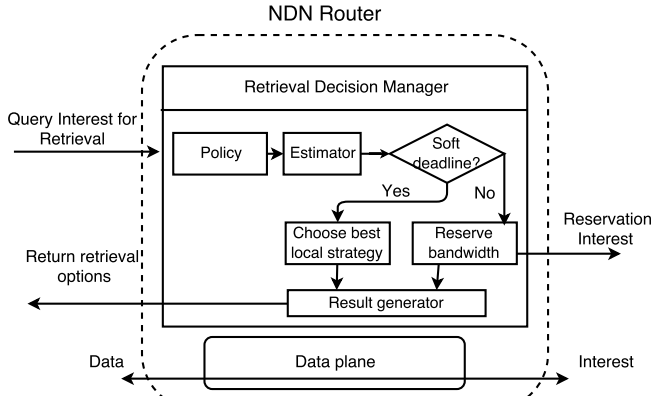 NDN Router
Retrieval Decision Manager
Query Interest for
Retrieval
Policy
Estimator
Soft
deadline?
Yes
No
Choose best
local strategy
Reserve
bandwidth
Reservation
Interest
Return retrieval
options
Result generator
Data
Data plane
Interest